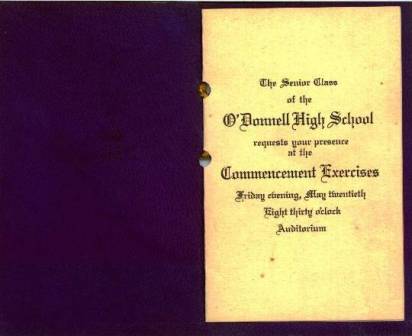 The Senior Class
of the
O'Donnell High School
requests your presence
at the
Commencement Exercises
Friday evening, May twentieth
Eight thirty o'clock
Auditorium